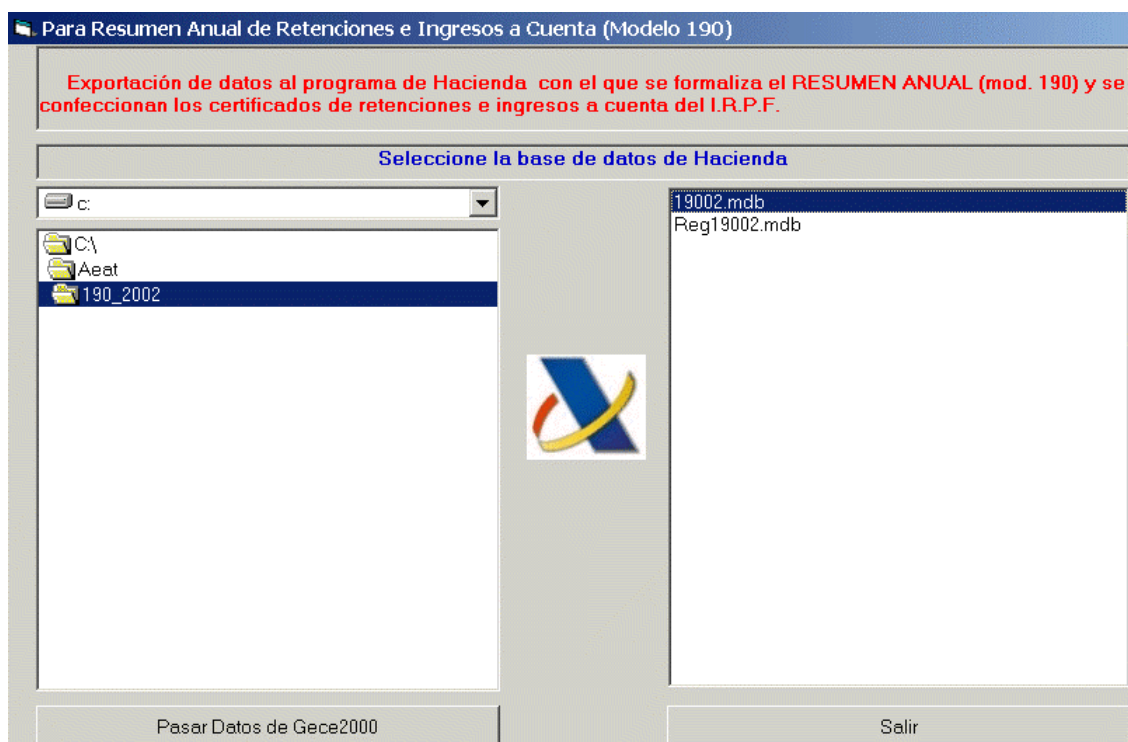 Para Resumen Anual de Retenciones e Ingresos a Cuenta (Modelo 190)
Exportación de datos al programa de Hacienda con el que se formaliza el RESUMEN ANUAL (mod. 190) y se
confeccionan los certificados de retenciones e ingresos a cuenta del I.R.P.F.
Seleccione la base de datos de Hacienda
c:
C:\
Aeat
190_2002
19002.mdb
Reg19002.mdb
Pasar Datos de Gece2000
Salir